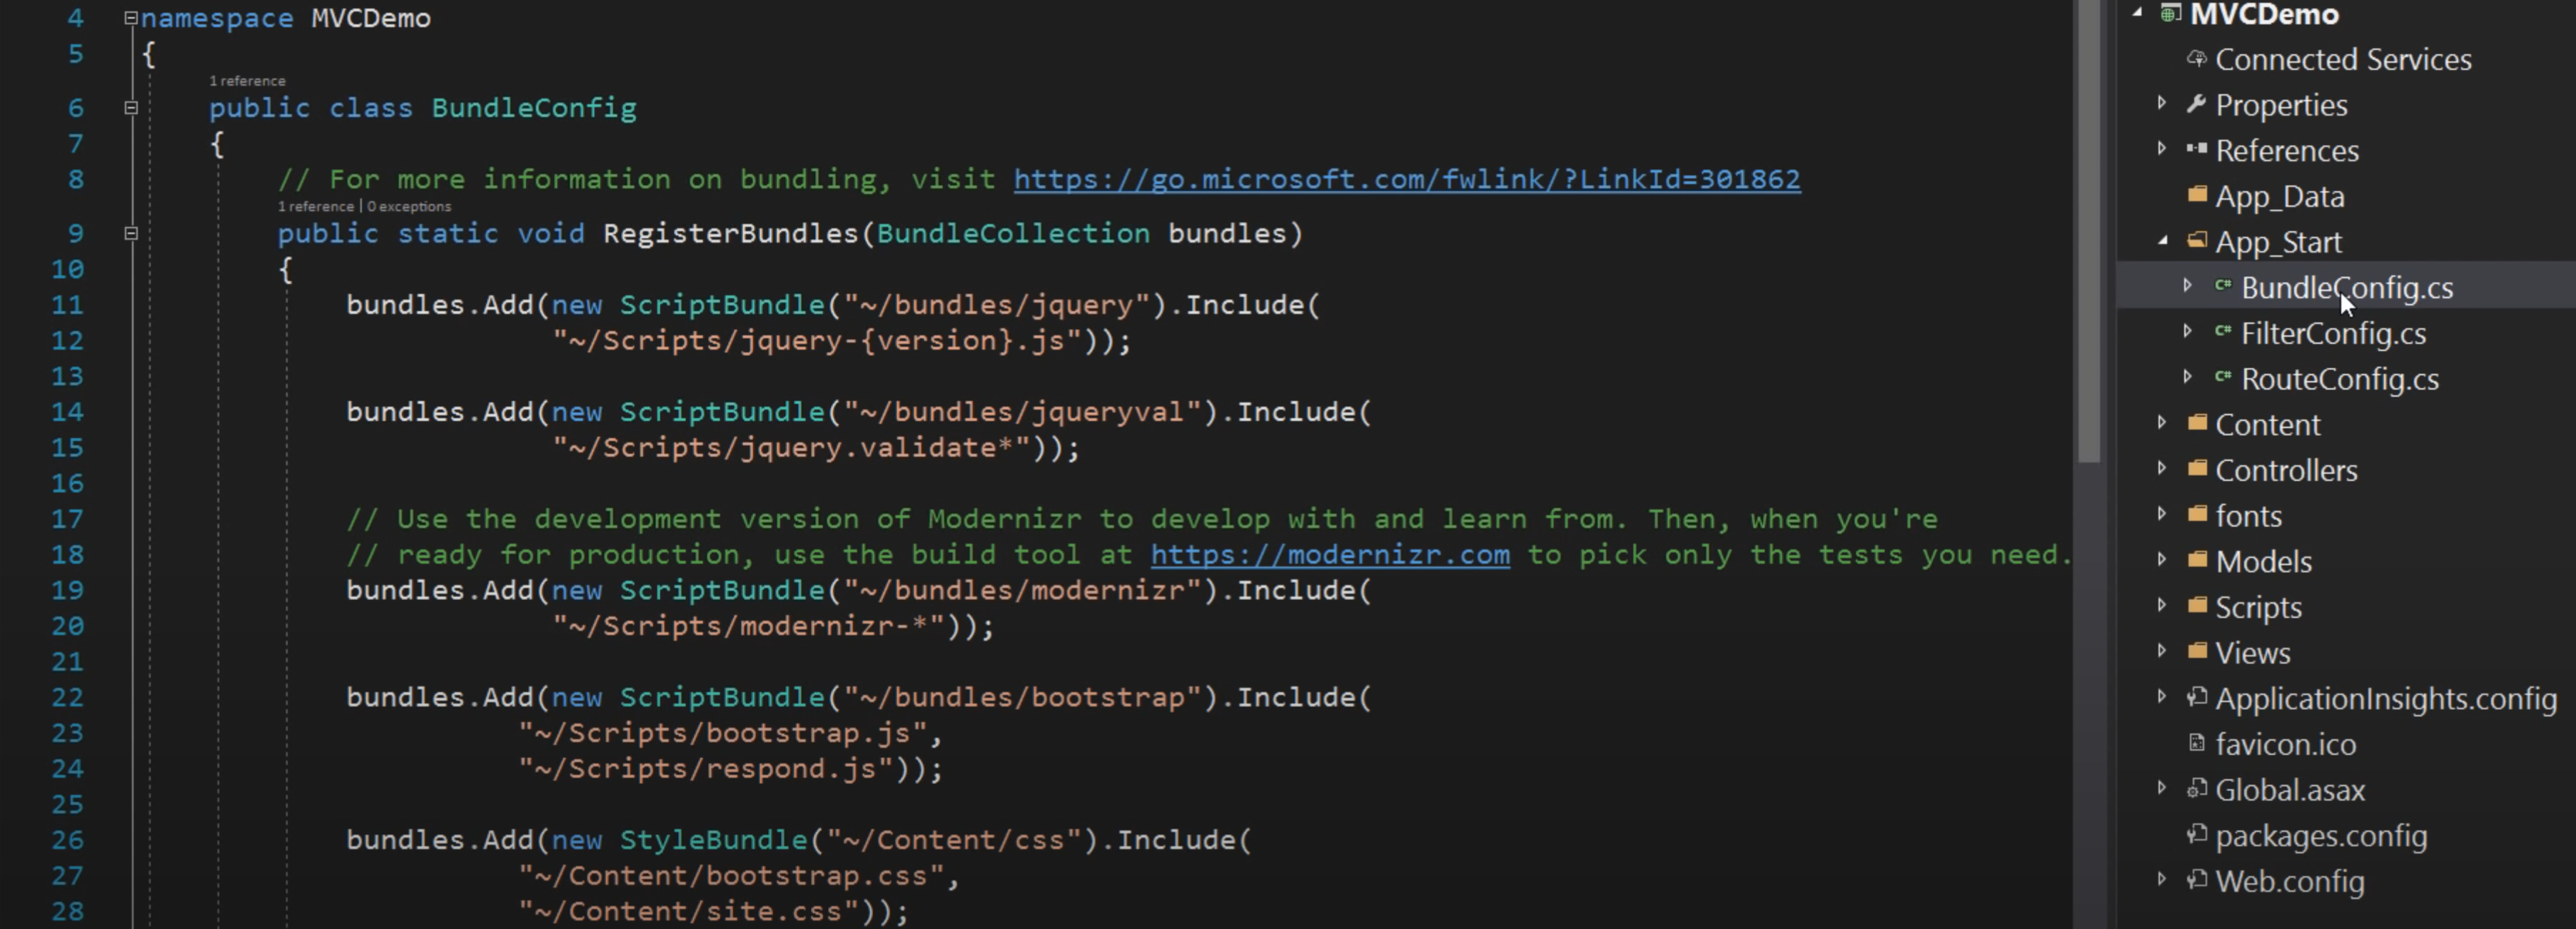 4 namespace MVCDemo
5 {
1 reference
6 public class BundleConfig
7 {
8 // For more information on bundling, visit https://go.microsoft.com/fwlink/?LinkId=301862
1 reference | 0 exceptions
9 public static void RegisterBundles(BundleCollection bundles)
10 {
11 bundles.Add(new ScriptBundle("~/bundles/jquery").Include(
12 "~/Scripts/jquery-{version}.js"));
13
14 bundles.Add(new ScriptBundle("~/bundles/jqueryval").Include(
15 "~/Scripts/jquery.validate*"));
16
17 // Use the development version of Modernizr to develop with and learn from. Then, when you're
18 // ready for production, use the build tool at https://modernizr.com to pick only the tests you need.
19 bundles.Add(new ScriptBundle("~/bundles/modernizr").Include(
20 "~/Scripts/modernizr-*"));
21
22 bundles.Add(new ScriptBundle("~/bundles/bootstrap").Include(
23 "~/Scripts/bootstrap.js",
24 "~/Scripts/respond.js"));
25
26 bundles.Add(new StyleBundle("~/Content/css").Include(
27 "~/Content/bootstrap.css",
28 "~/Content/site.css"));
MVCDemo
Connected Services
Properties
References
App_Data
App_Start
C# BundleConfig.cs
C# FilterConfig.cs
C# RouteConfig.cs
Content
Controllers
fonts
Models
Scripts
Views
ApplicationInsights.config
favicon.ico
Global.asax
packages.config
Web.config